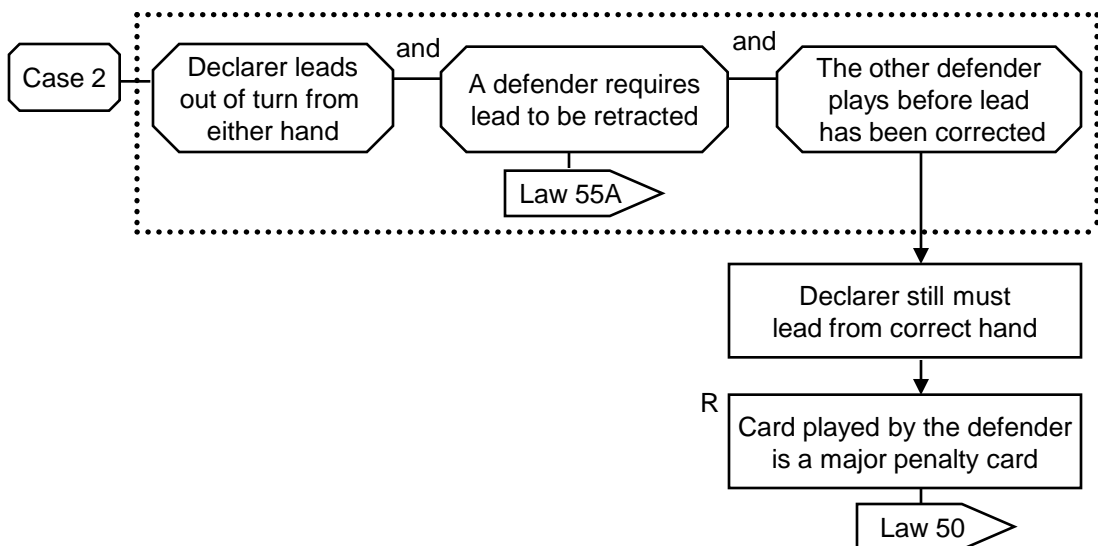 Case 2
Declarer leads
out of turn from
either hand
and
A defender requires
lead to be retracted
and
The other defender
plays before lead
has been corrected
Law 55A
Declarer still must
lead from correct hand
R
Card played by the defender
is a major penalty card
Law 50